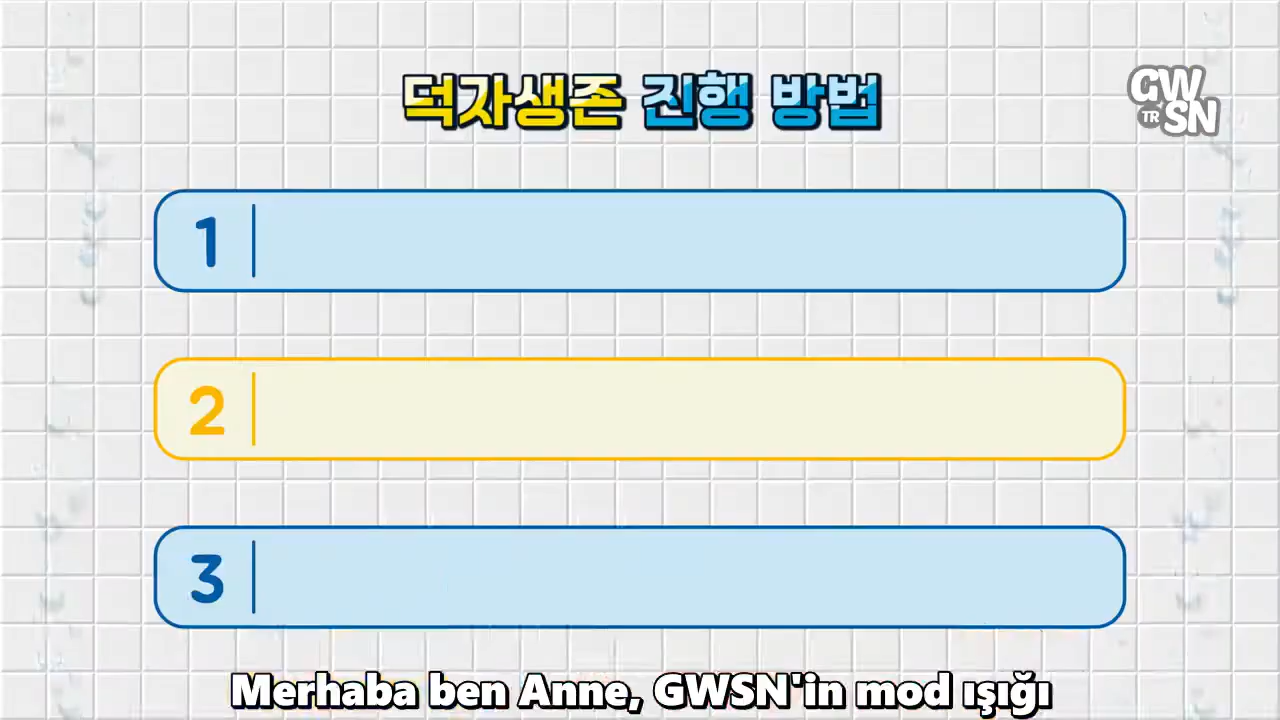 덕자생존 진행 방법
GW
TR SN
1
2
3
Merhaba ben Anne, GWSN'in mod ışığı